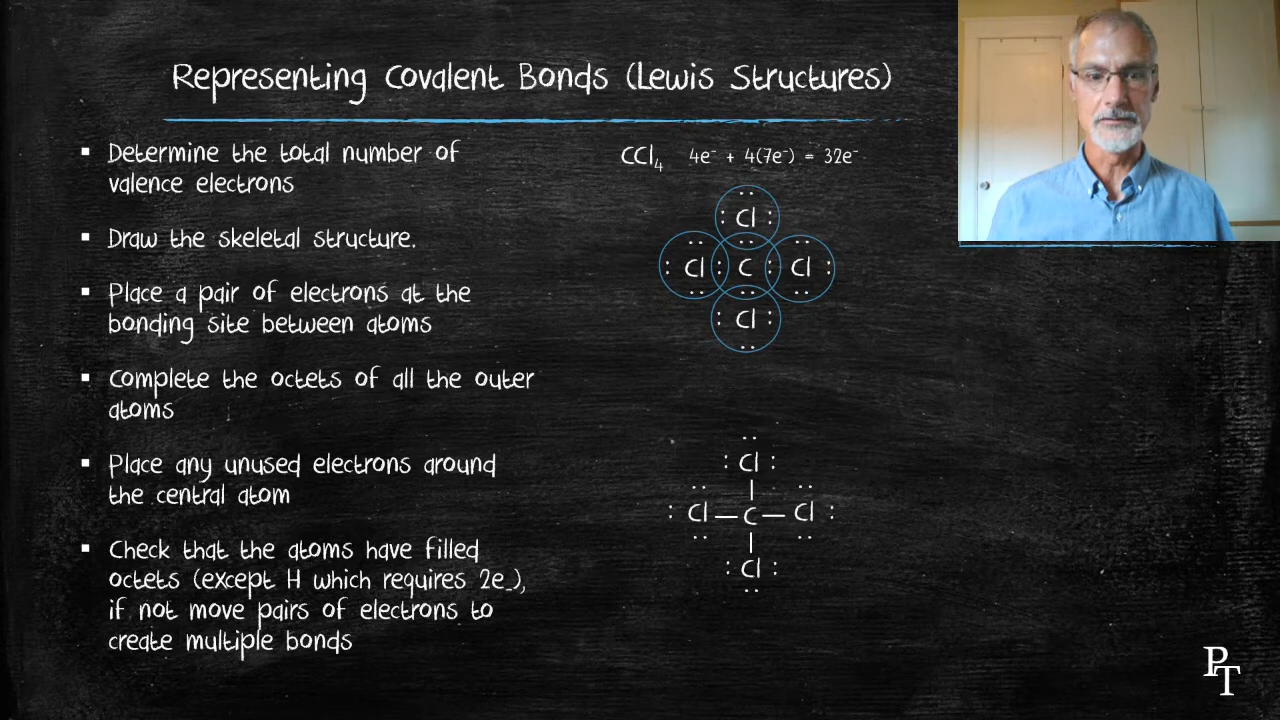 Representing Covalent Bonds (Lewis Structures)
▪ Determine the total number of
valence electrons
▪ Draw the skeletal structure.
▪ Place a pair of electrons at the
bonding site between atoms
▪ Complete the octets of all the outer
atoms
▪ Place any unused electrons around
the central atom
▪ Check that the atoms have filled
octets (except H which requires 2e_),
if not move pairs of electrons to
create multiple bonds
CCl₄ 4e⁻ + 4(7e⁻) = 32e⁻
Cl
Cl C Cl
Cl
Cl
Cl — C — Cl
Cl
PT